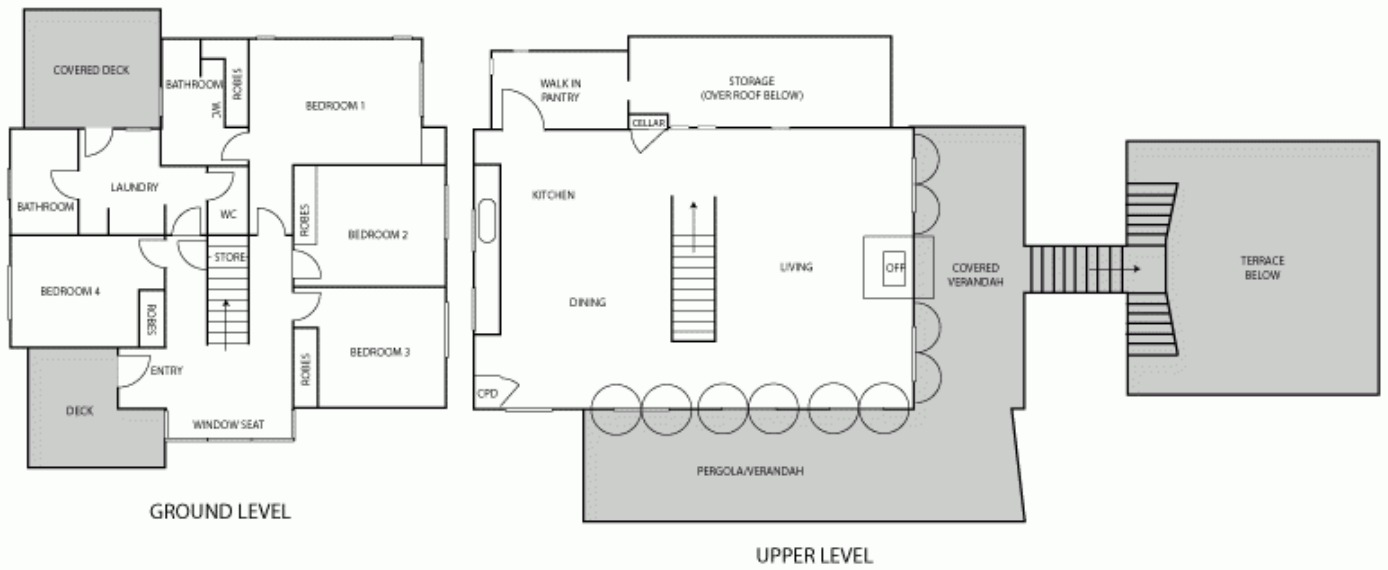 COVERED DECK
BATHROOM
WC
ROBES
BEDROOM 1
LAUNDRY
BATHROOM
WC
ROBES
BEDROOM 2
STORE
BEDROOM 4
ROBES
ENTRY
ROBES
BEDROOM 3
DECK
WINDOW SEAT
GROUND LEVEL
WALK IN
PANTRY
STORAGE
(OVER ROOF BELOW)
CELLAR
KITCHEN
LIVING
OFF
COVERED
VERANDAH
TERRACE
BELOW
DINING
CPD
PERGOLA/VERANDAH
UPPER LEVEL